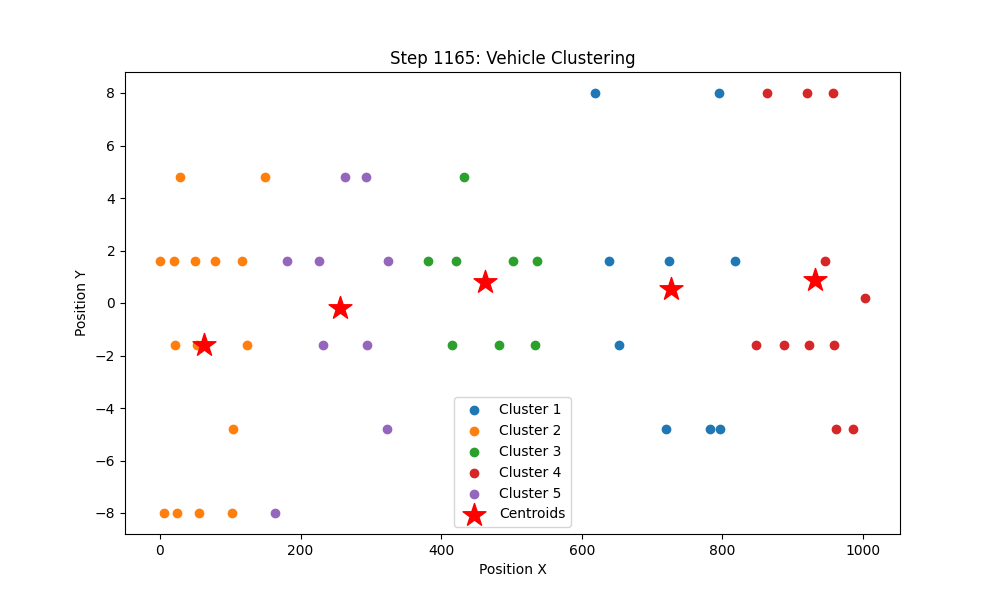 Step 1165: Vehicle Clustering
Position Y
8
6
4
2
0
−2
−4
−6
−8
Cluster 1
Cluster 2
Cluster 3
Cluster 4
Cluster 5
Centroids
0 200 400 600 800 1000
Position X